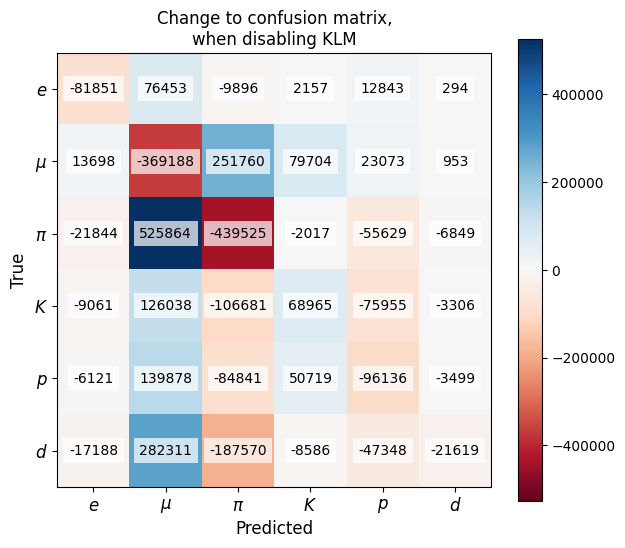 Change to confusion matrix,
when disabling KLM
e -81851 76453 -9896 2157 12843 294
μ 13698 -369188 251760 79704 23073 953
π -21844 525864 -439525 -2017 -55629 -6849
K -9061 126038 -106681 68965 -75955 -3306
p -6121 139878 -84841 50719 -96136 -3499
d -17188 282311 -187570 -8586 -47348 -21619
e μ π K p d
Predicted
True
400000
200000
0
−200000
−400000